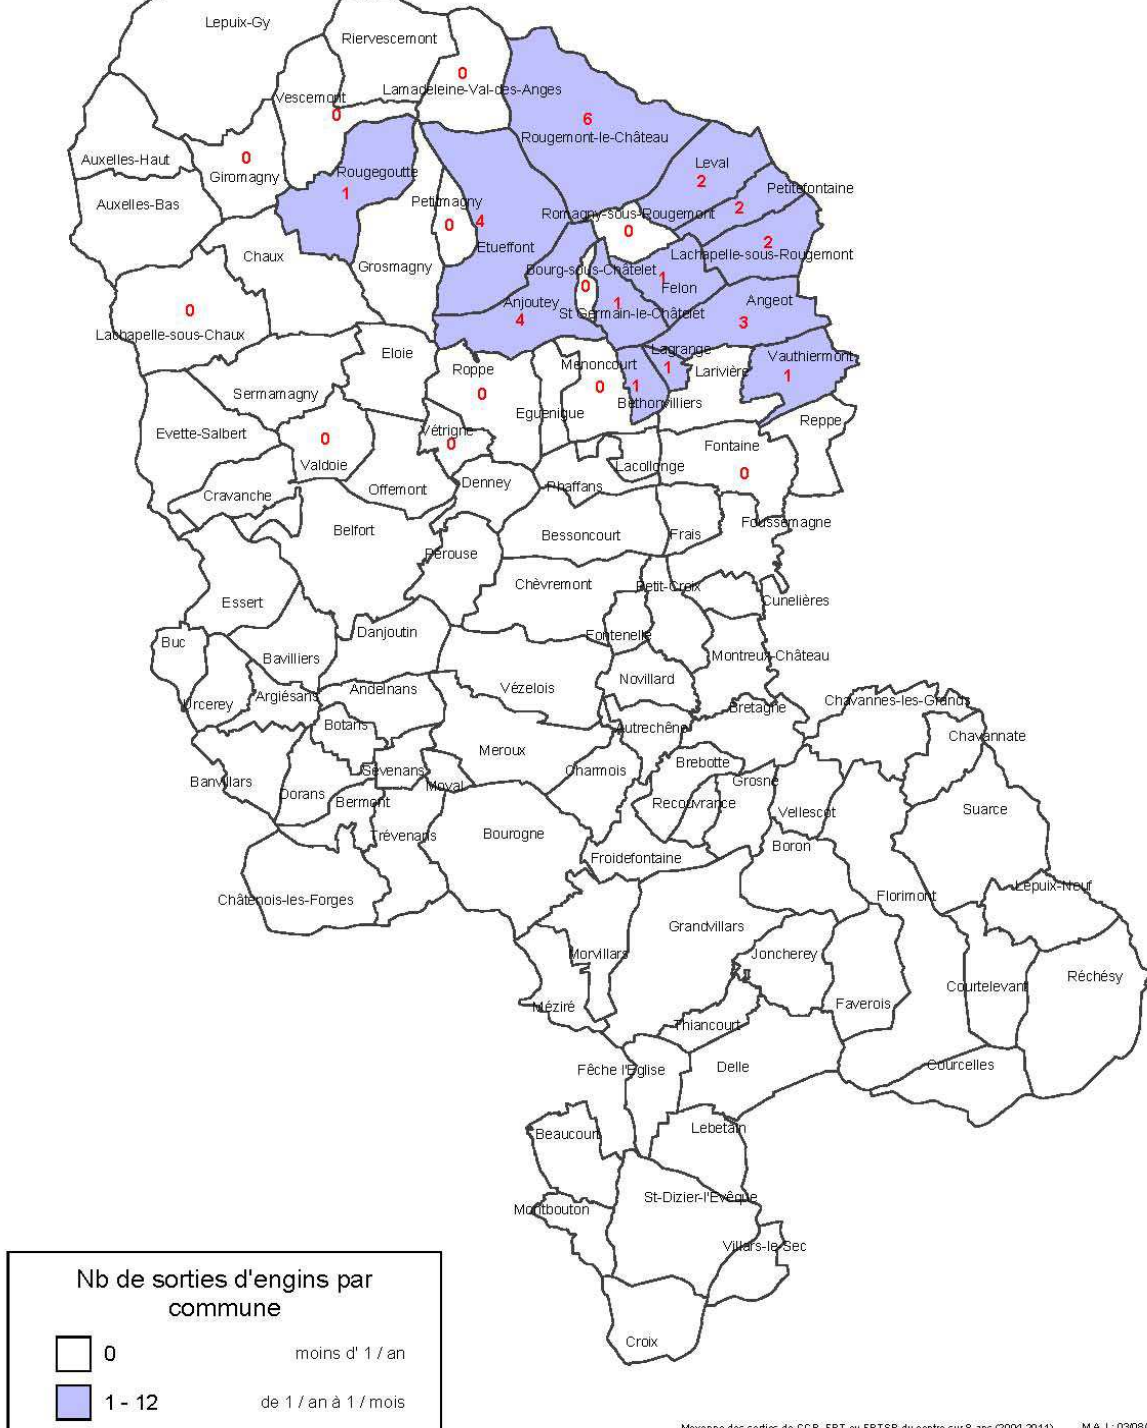 Lepuix-Gy
Riervescemont
0
Lamadeleine-Val-des-Anges
Vescemont
0
6
Rougemont-le-Château
Auxelles-Haut
0
Giromagny
Rougegoutte
1
Leval
2
Petitefontaine
2
Auxelles-Bas
Petitmagny
0
4
Etueffont
Romagny-sous-Rougemont
0
2
Lachapelle-sous-Rougemont
Chaux
Grosmagny
Bourg-sous-Châtelet
0
1
Felon
Anjoutey
4
1
St Germain-le-Châtelet
Angeot
3
0
Lachapelle-sous-Chaux
Eloie
Roppe
0
Menoncourt
0
Lagrange
1
1
Bethonvilliers
Larivière
Vauthiermont
1
Sermamagny
Eguenigue
Reppe
Evette-Salbert
0
Valdoie
Vétrigne
0
Fontaine
0
Lacollonge
Cravanche
Offemont
Denney
Phaffans
Belfort
Bessoncourt
Frais
Foussemagne
Pérouse
Chèvremont
Petit-Croix
Cunelières
Essert
Buc
Bavilliers
Danjoutin
Fontenelle
Montreux-Château
Urcerey
Argiésans
Andelnans
Vézelois
Novillard
Bretagne
Chavannes-les-Grands
Botans
Autrechêne
Chavannate
Meroux
Banvillars
Sévenans
Charmois
Brebotte
Dorans
Bermont
Moval
Recouvrance
Grosne
Vellescot
Suarce
Trévenans
Bourogne
Froidefontaine
Boron
Châtenois-les-Forges
Florimont
Lepuix-Neuf
Grandvillars
Morvillars
Joncherey
Réchésy
Courtelevant
Méziré
Faverois
Thiancourt
Fêche l'Eglise
Delle
Courcelles
Beaucourt
Lebetain
St-Dizier-l'Evêque
Montbouton
Villars-le-Sec
Croix
Nb de sorties d'engins par
commune
0 moins d' 1 / an
1 - 12 de 1 / an à 1 / mois